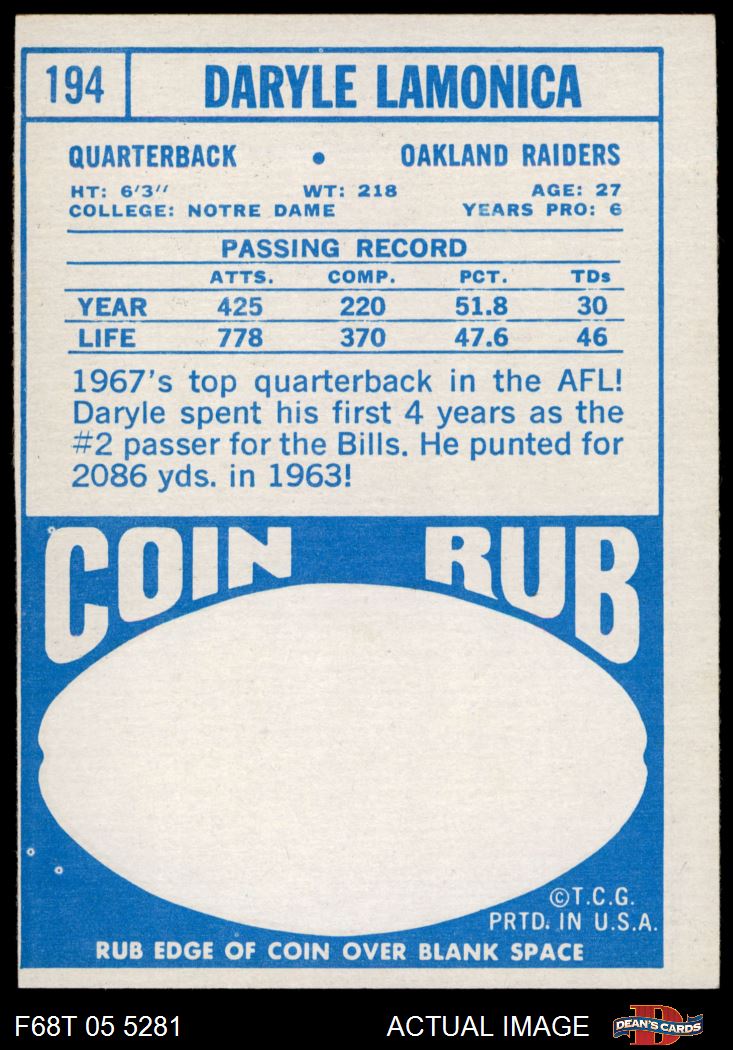 194 DARYLE LAMONICA
QUARTERBACK • OAKLAND RAIDERS
HT: 6'3" WT: 218 AGE: 27
COLLEGE: NOTRE DAME YEARS PRO: 6
PASSING RECORD
ATTS. COMP. PCT. TDs
YEAR 425 220 51.8 30
LIFE 778 370 47.6 46
1967's top quarterback in the AFL!
Daryle spent his first 4 years as the
#2 passer for the Bills. He punted for
2086 yds. in 1963!
COIN RUB
©T.C.G.
PRTD. IN U.S.A.
RUB EDGE OF COIN OVER BLANK SPACE
F68T 05 5281 ACTUAL IMAGE D DEAN'S CARDS